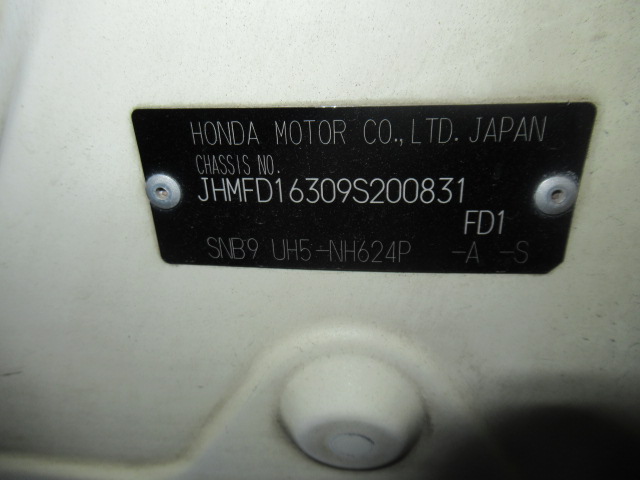 HONDA MOTOR CO.,LTD. JAPAN
CHASSIS NO.
JHMFD16309S200831
FD1
SNB9 UH5-NH624P -A -S